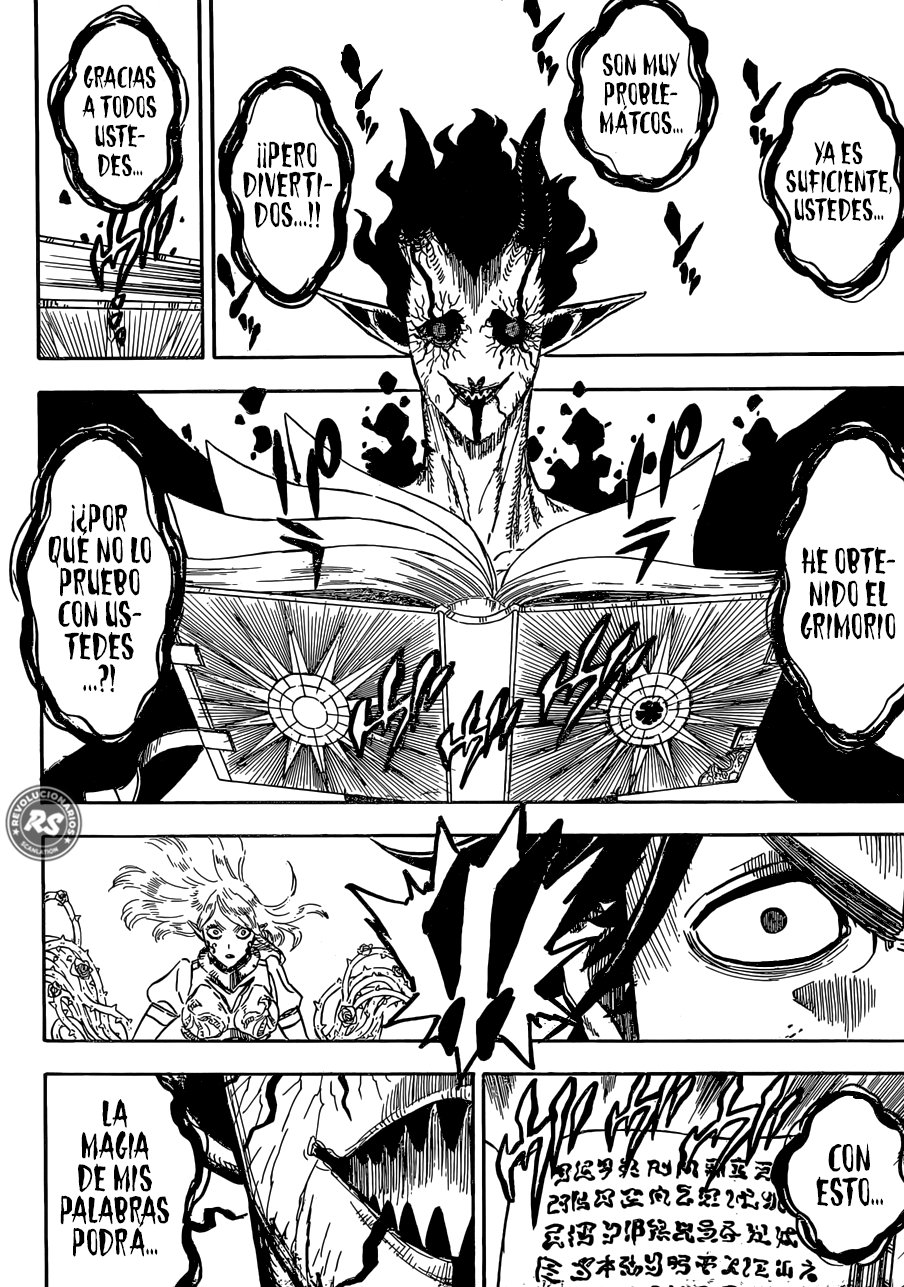 YA ES
SUFICIENTE,
USTEDES...
SON MUY
PROBLE-
MÁTCOS...
¡¡PERO
DIVERTI-
DOS...!!
GRACIAS
A TODOS
USTE-
DES...
HE OBTE-
NIDO EL
GRIMORIO
¡¿POR
QUÉ NO LO
PRUEBO
CON US-
TEDES
...?!
REVOLUCIONARIOS
RS
SCANLATION
CON
ESTO...
LA
MAGIA
DE MIS
PALABRAS
PODRA...